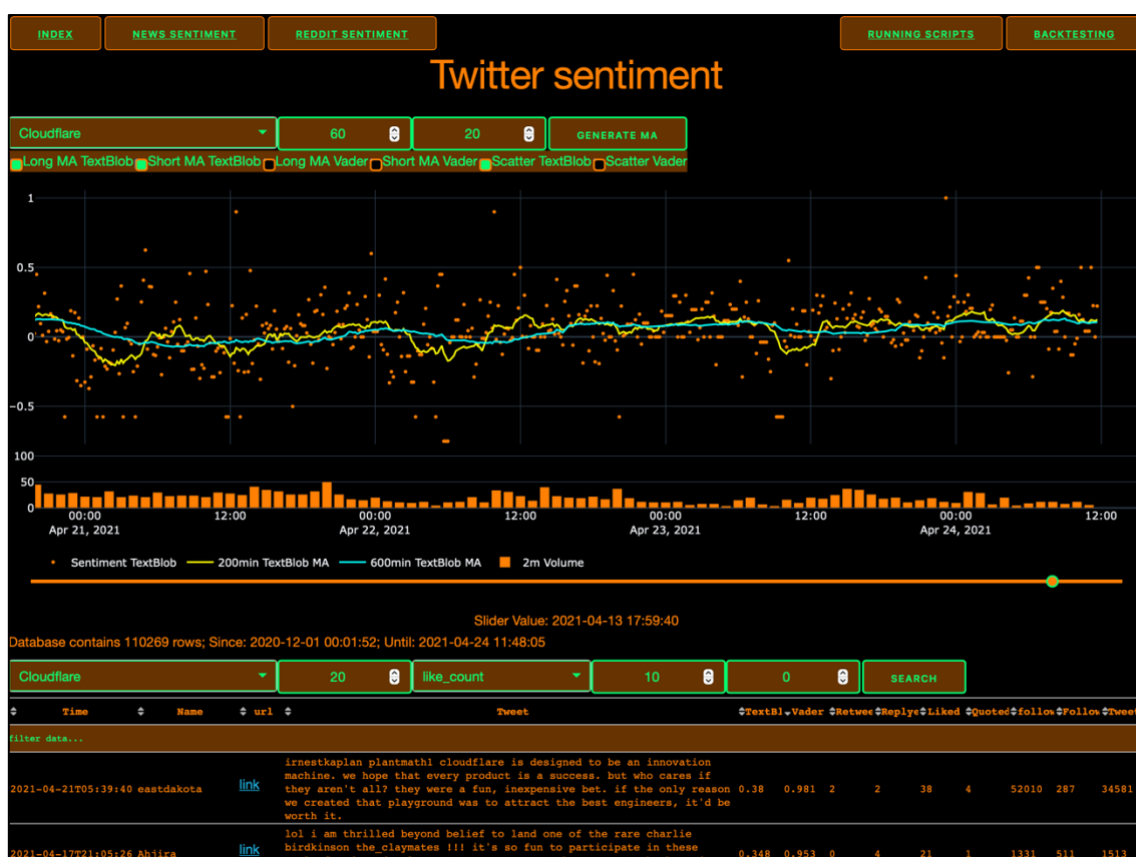 INDEX NEWS SENTIMENT REDDIT SENTIMENT RUNNING SCRIPTS BACKTESTING
Twitter sentiment
Cloudflare 60 20 GENERATE MA
Long MA TextBlob Short MA TextBlob Long MA Vader Short MA Vader Scatter TextBlob Scatter Vader
1
0.5
0
−0.5
100
50
0
00:00 12:00 00:00 12:00 00:00 12:00 00:00 12:00
Apr 21, 2021 Apr 22, 2021 Apr 23, 2021 Apr 24, 2021
Sentiment TextBlob 200min TextBlob MA 600min TextBlob MA 2m Volume
Slider Value: 2021-04-13 17:59:40
Database contains 110269 rows; Since: 2020-12-01 00:01:52; Until: 2021-04-24 11:48:05
Cloudflare 20 like_count 10 0 SEARCH
Time Name url Tweet TextBl Vader Retwee Replye Liked Quoted follow Follow Tweet
filter data...
irnestkaplan plantmath1 cloudflare is designed to be an innovation
machine. we hope that every product is a success. but who cares if
2021-04-21T05:39:40 eastdakota link they aren't all? they were a fun, inexpensive bet. if the only reason 0.38 0.981 2 2 38 4 52010 287 34581
we created that playground was to attract the best engineers, it'd be
worth it.
lol i am thrilled beyond belief to land one of the rare charlie
birdkinson the_claymates !!! it's so fun to participate in these
2021-04-17T21:05:26 Ahjira link 0.348 0.953 0 4 21 1 1331 511 1513